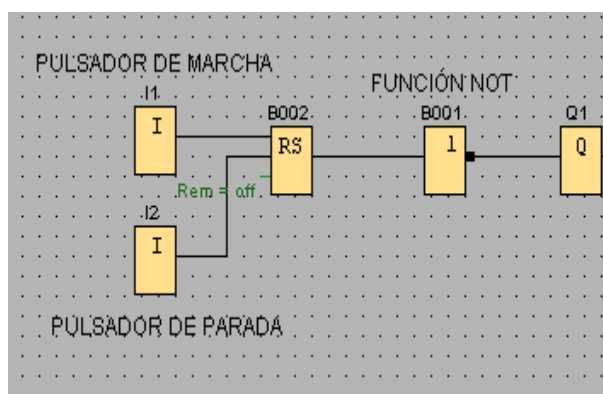 PULSADOR DE MARCHA
I1
I
FUNCIÓN NOT
B002
RS
Rem = off
B001
1
Q1
Q
I2
I
PULSADOR DE PARADA